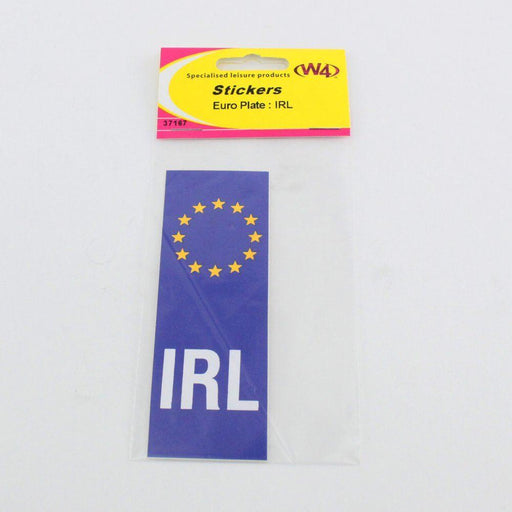 Specialised leisure products
W4
Stickers
Euro Plate : IRL
37167
IRL